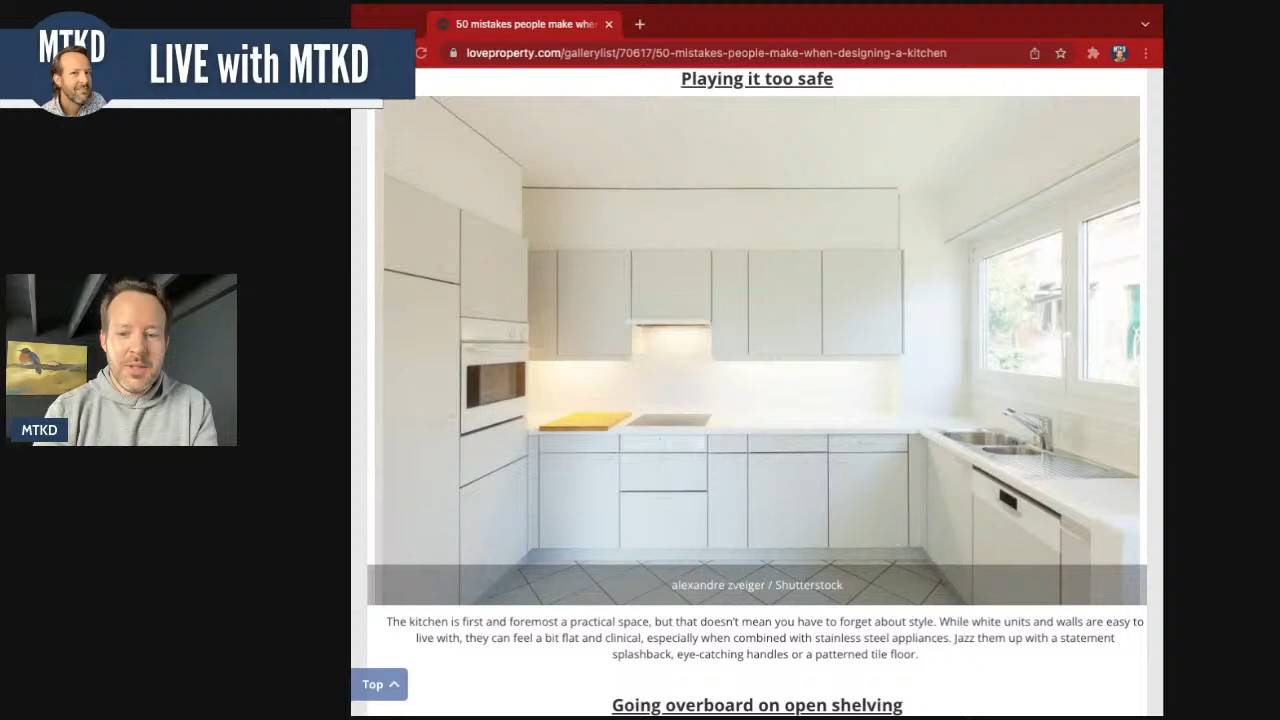 MTKD
LIVE with MTKD
50 mistakes people make when
loveproperty.com/gallerylist/70617/50-mistakes-people-make-when-designing-a-kitchen
Playing it too safe
MTKD
alexandre zveiger / Shutterstock
The kitchen is first and foremost a practical space, but that doesn't mean you have to forget about style. While white units and walls are easy to
live with, they can feel a bit flat and clinical, especially when combined with stainless steel appliances. Jazz them up with a statement
splashback, eye-catching handles or a patterned tile floor.
Top
Going overboard on open shelving